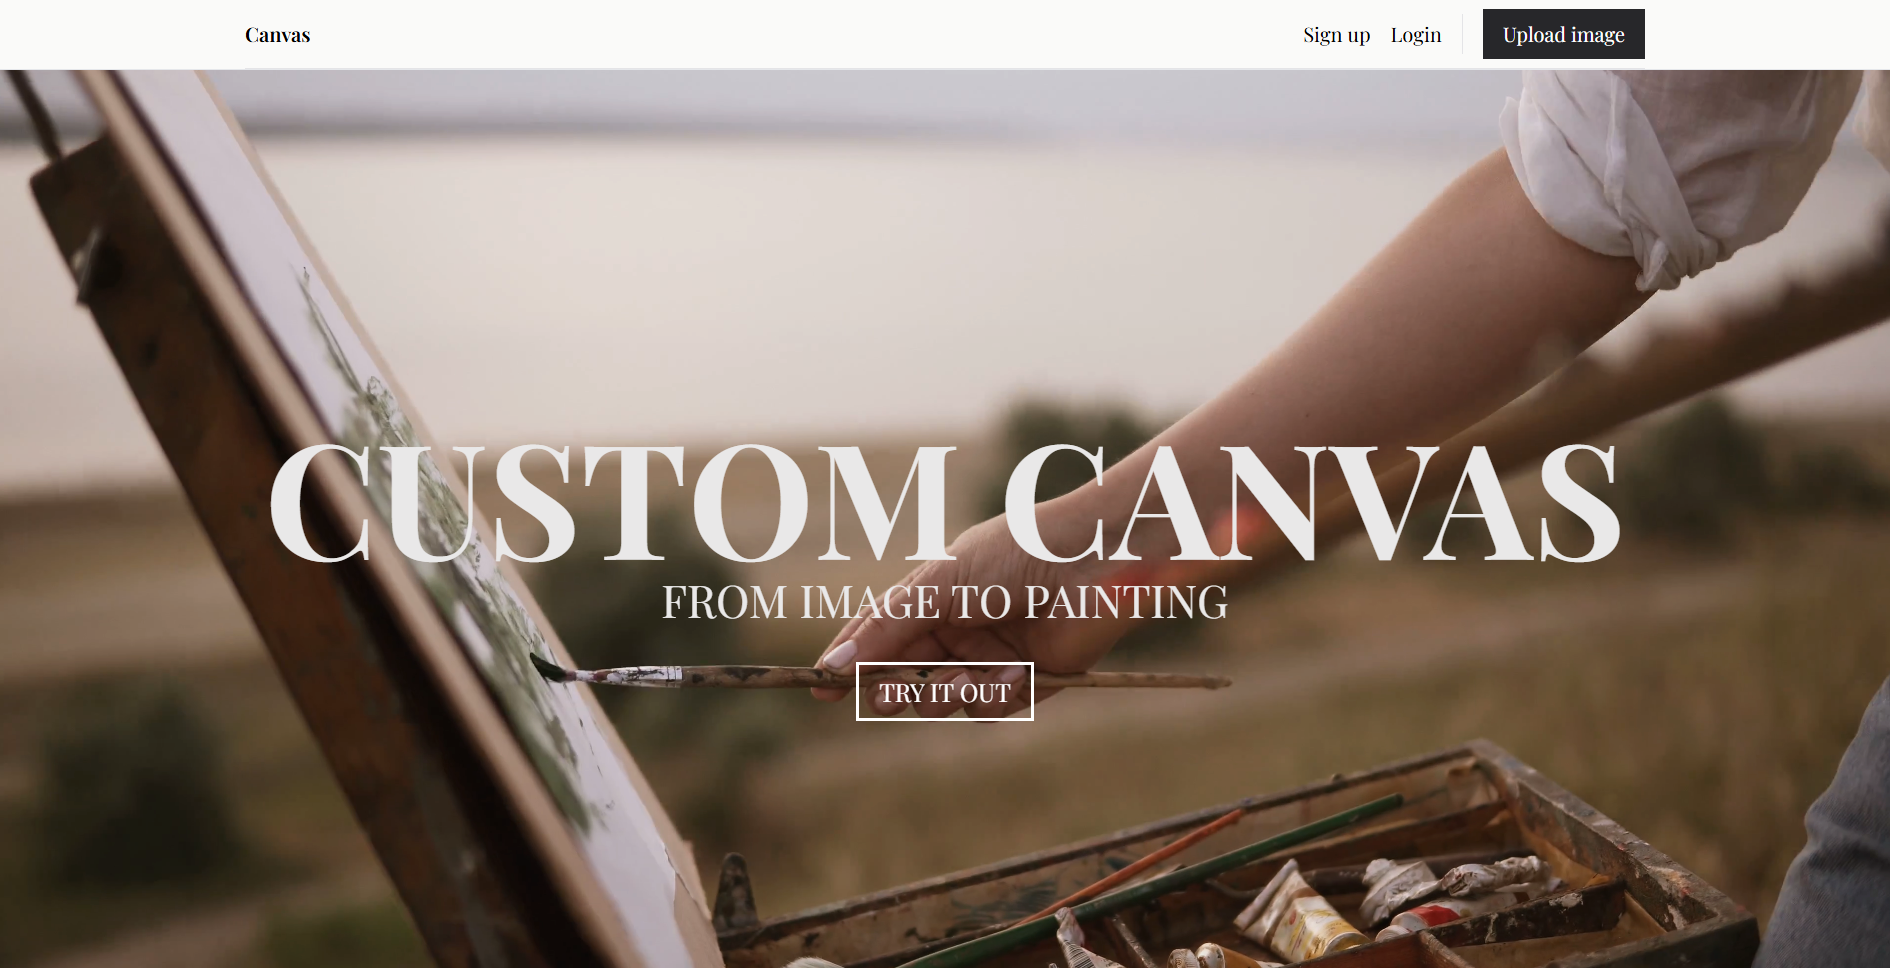 Canvas
Sign up Login Upload image
CUSTOM CANVAS
FROM IMAGE TO PAINTING
TRY IT OUT